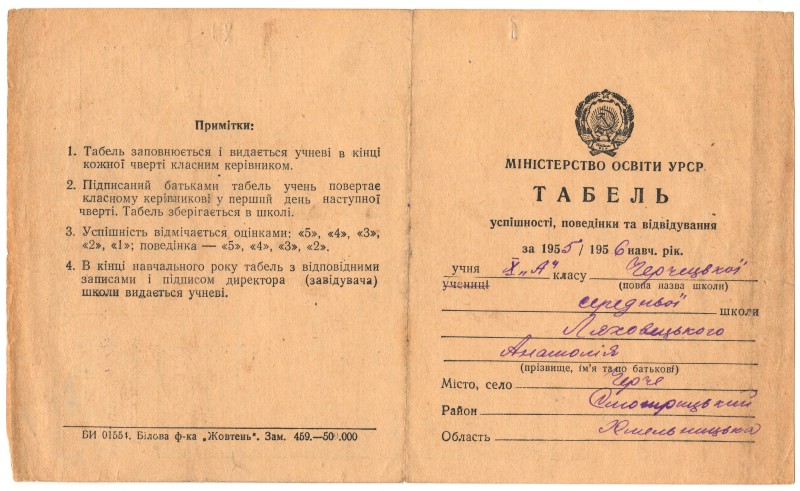 Примітки:
1. Табель заповнюється і видається учневі в кінці
кожної чверті класним керівником.
2. Підписаний батьками табель учень повертає
класному керівникові у перший день наступної
чверті. Табель зберігається в школі.
3. Успішність відмічається оцінками: «5», «4», «3»,
«2», «1»; поведінка — «5», «4», «3», «2».
4. В кінці навчального року табель з відповідними
записами і підписом директора (завідувача)
школи видається учневі.
БИ 01554. Білова ф-ка „Жовтень". Зам. 459.—500.000
МІНІСТЕРСТВО ОСВІТИ УРСР
ТАБЕЛЬ
успішності, поведінки та відвідування
за 1955/1956 навч. рік.
учня X „А" класу Черчецької
учениці (повна назва школи)
середньої школи
Ляховецького
Анатолія
(прізвище, ім'я та по батькові)
Місто, село Черче
Район Смотрицький
Область Хмельницька